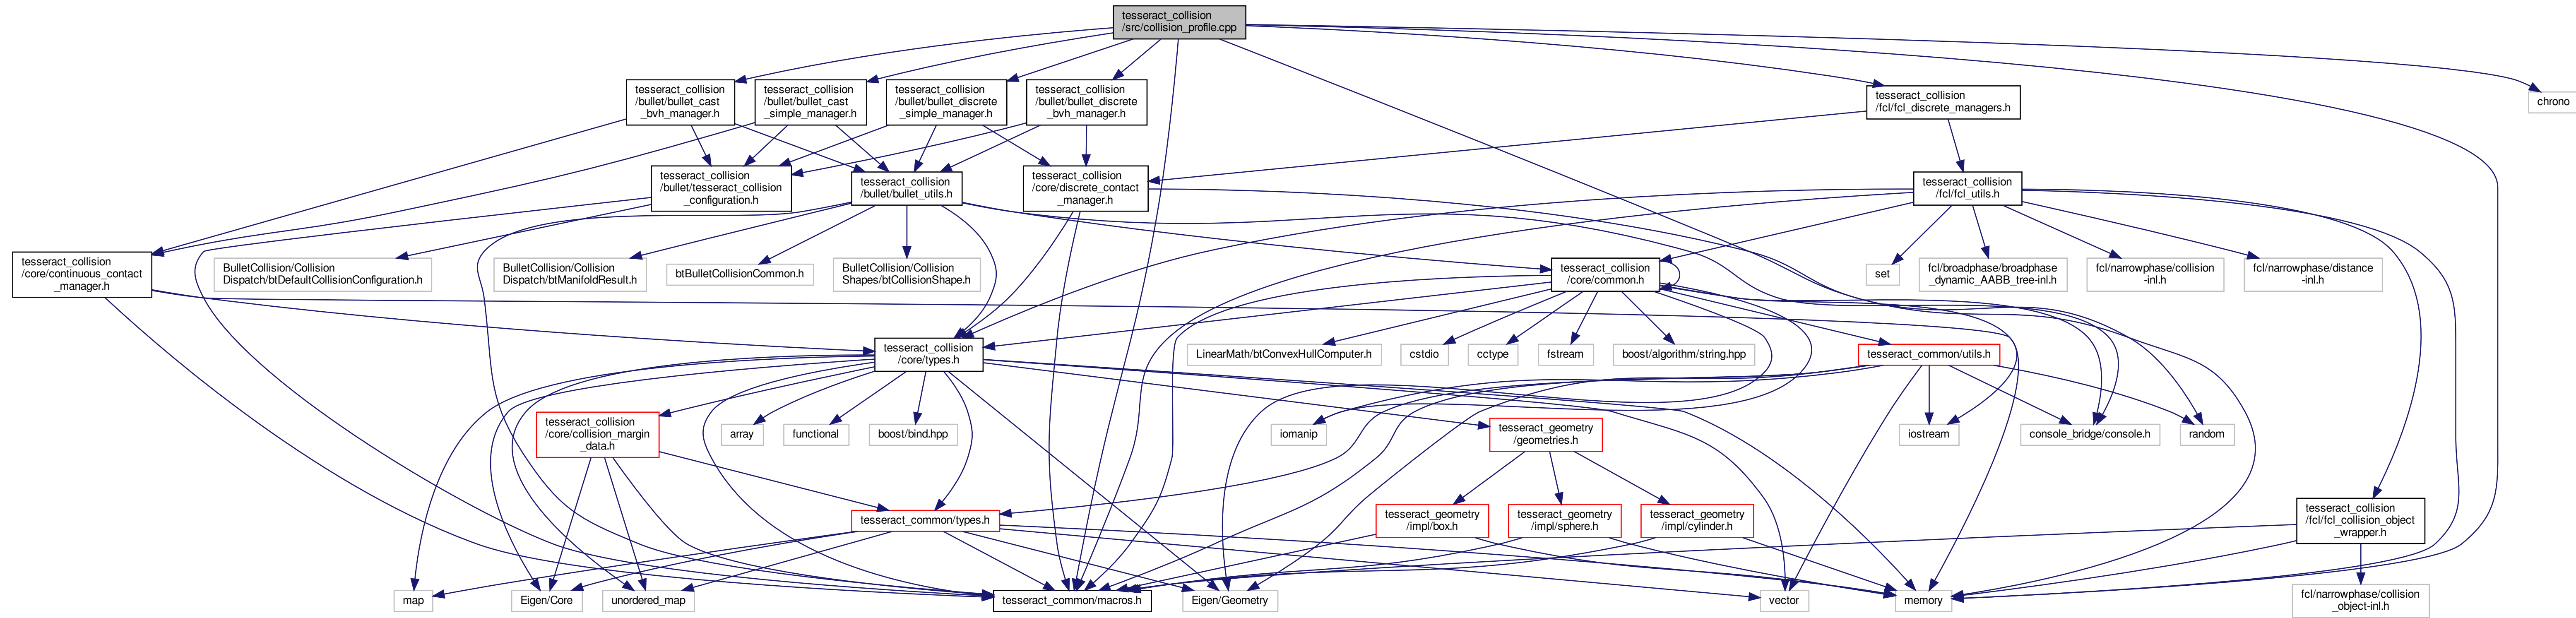 tesseract_collision
/src/collision_profile.cpp
tesseract_collision
/bullet/bullet_cast
_bvh_manager.h
tesseract_collision
/bullet/bullet_cast
_simple_manager.h
tesseract_collision
/bullet/bullet_discrete
_simple_manager.h
tesseract_collision
/bullet/bullet_discrete
_bvh_manager.h
tesseract_collision
/fcl/fcl_discrete_managers.h
chrono
tesseract_collision
/bullet/tesseract_collision
_configuration.h
tesseract_collision
/bullet/bullet_utils.h
tesseract_collision
/core/discrete_contact
_manager.h
tesseract_collision
/fcl/fcl_utils.h
tesseract_collision
/core/continuous_contact
_manager.h
BulletCollision/Collision
Dispatch/btDefaultCollisionConfiguration.h
BulletCollision/Collision
Dispatch/btManifoldResult.h
btBulletCollisionCommon.h
BulletCollision/Collision
Shapes/btCollisionShape.h
tesseract_collision
/core/common.h
set
fcl/broadphase/broadphase
_dynamic_AABB_tree-inl.h
fcl/narrowphase/collision
-inl.h
fcl/narrowphase/distance
-inl.h
tesseract_collision
/core/types.h
LinearMath/btConvexHullComputer.h
cstdio
cctype
fstream
boost/algorithm/string.hpp
tesseract_common/utils.h
tesseract_collision
/core/collision_margin
_data.h
array
functional
boost/bind.hpp
iomanip
tesseract_geometry
/geometries.h
iostream
console_bridge/console.h
random
tesseract_common/types.h
tesseract_geometry
/impl/box.h
tesseract_geometry
/impl/sphere.h
tesseract_geometry
/impl/cylinder.h
tesseract_collision
/fcl/fcl_collision_object
_wrapper.h
map
Eigen/Core
unordered_map
tesseract_common/macros.h
Eigen/Geometry
vector
memory
fcl/narrowphase/collision
_object-inl.h